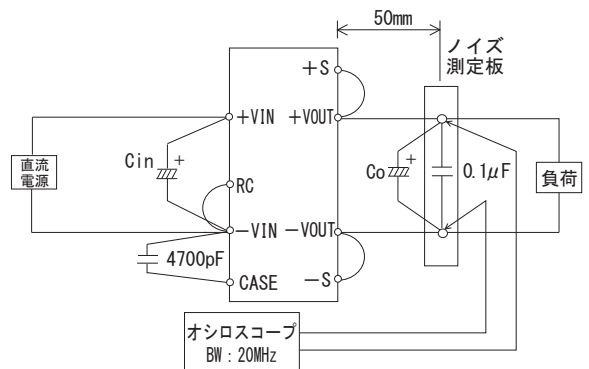 50mm
ノイズ
測定板
+S
+VIN
+VOUT
直流
電源
Cin
+
RC
Co
+
0.1μF
負荷
-VIN
-VOUT
4700pF
CASE
-S
オシロスコープ
BW：20MHz